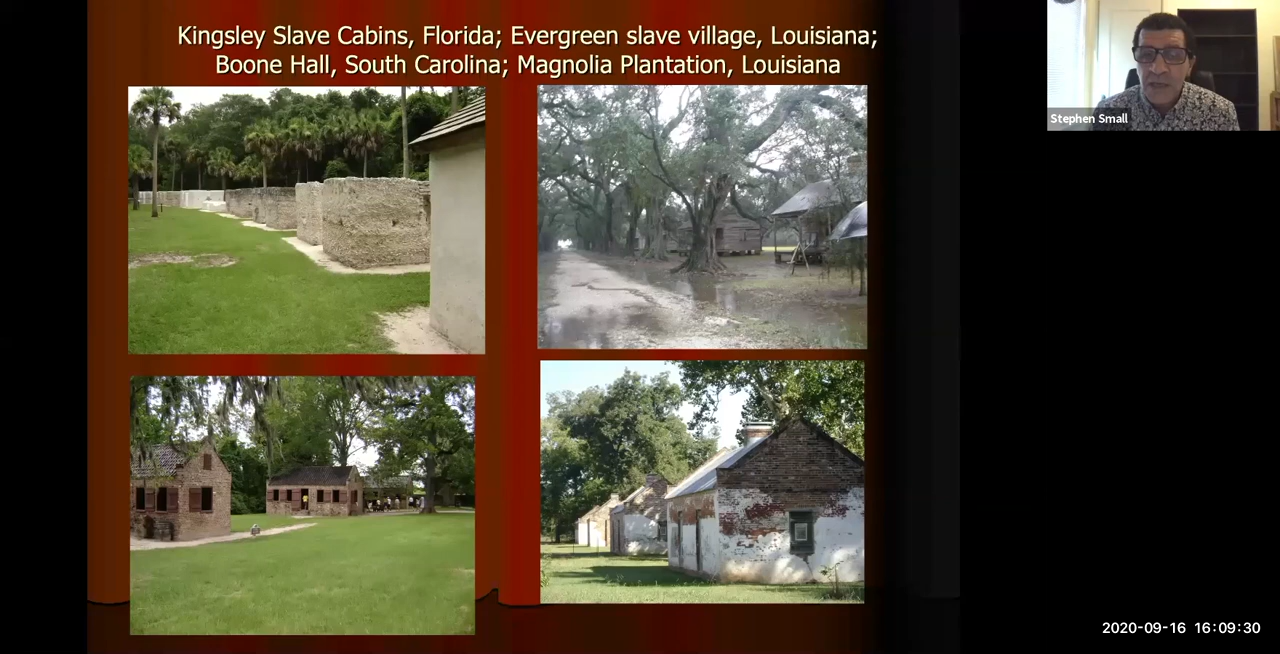 Kingsley Slave Cabins, Florida; Evergreen slave village, Louisiana;
Boone Hall, South Carolina; Magnolia Plantation, Louisiana
Stephen Small
2020-09-16 16:09:30